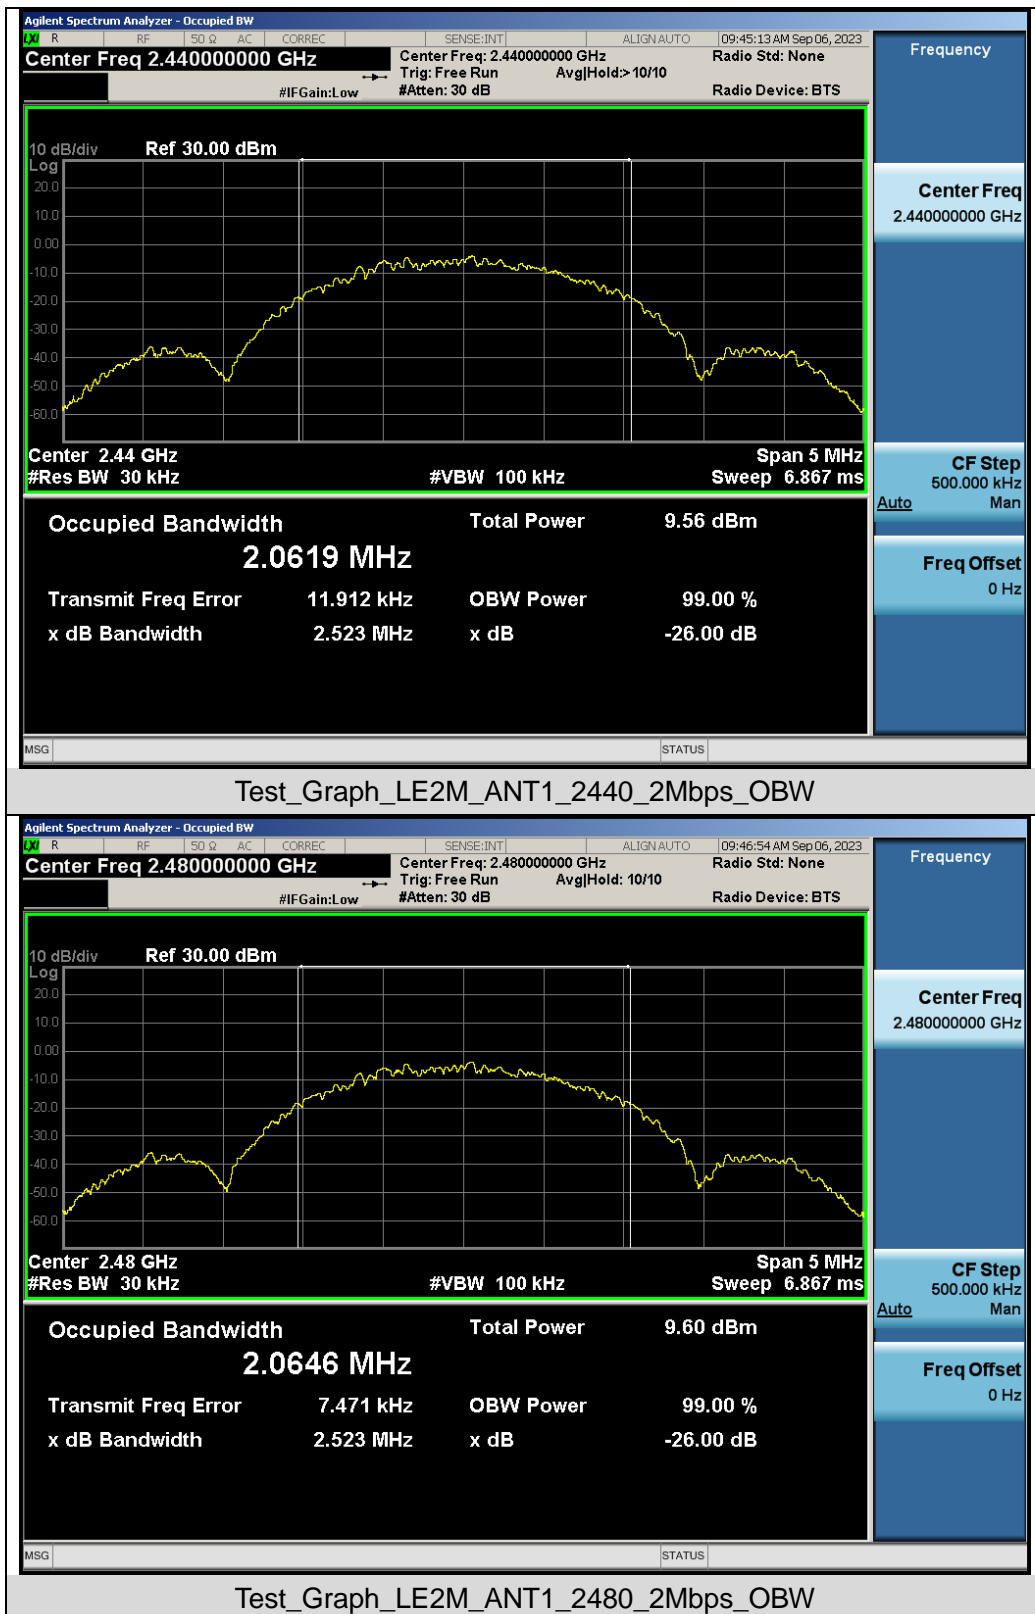 Agilent Spectrum Analyzer - Occupied BW
LXI R RF 50 Ω AC CORREC SENSE:INT ALIGN AUTO 09:45:13 AM Sep 06, 2023
Center Freq 2.440000000 GHz
Center Freq: 2.440000000 GHz
Radio Std: None
Trig: Free Run Avg|Hold:>10/10
#IFGain:Low #Atten: 30 dB Radio Device: BTS
Frequency
10 dB/div Ref 30.00 dBm
Log
20.0
10.0
0.00
-10.0
-20.0
-30.0
-40.0
-50.0
-60.0
Center 2.44 GHz Span 5 MHz
#Res BW 30 kHz #VBW 100 kHz Sweep 6.867 ms
Center Freq
2.440000000 GHz
CF Step
500.000 kHz
Auto Man
Freq Offset
0 Hz
Occupied Bandwidth Total Power 9.56 dBm
2.0619 MHz
Transmit Freq Error 11.912 kHz OBW Power 99.00 %
x dB Bandwidth 2.523 MHz x dB -26.00 dB
MSG STATUS
Test_Graph_LE2M_ANT1_2440_2Mbps_OBW
Agilent Spectrum Analyzer - Occupied BW
LXI R RF 50 Ω AC CORREC SENSE:INT ALIGN AUTO 09:46:54 AM Sep 06, 2023
Center Freq 2.480000000 GHz
Center Freq: 2.480000000 GHz
Radio Std: None
Trig: Free Run Avg|Hold: 10/10
#IFGain:Low #Atten: 30 dB Radio Device: BTS
Frequency
10 dB/div Ref 30.00 dBm
Log
20.0
10.0
0.00
-10.0
-20.0
-30.0
-40.0
-50.0
-60.0
Center 2.48 GHz Span 5 MHz
#Res BW 30 kHz #VBW 100 kHz Sweep 6.867 ms
Center Freq
2.480000000 GHz
CF Step
500.000 kHz
Auto Man
Freq Offset
0 Hz
Occupied Bandwidth Total Power 9.60 dBm
2.0646 MHz
Transmit Freq Error 7.471 kHz OBW Power 99.00 %
x dB Bandwidth 2.523 MHz x dB -26.00 dB
MSG STATUS
Test_Graph_LE2M_ANT1_2480_2Mbps_OBW